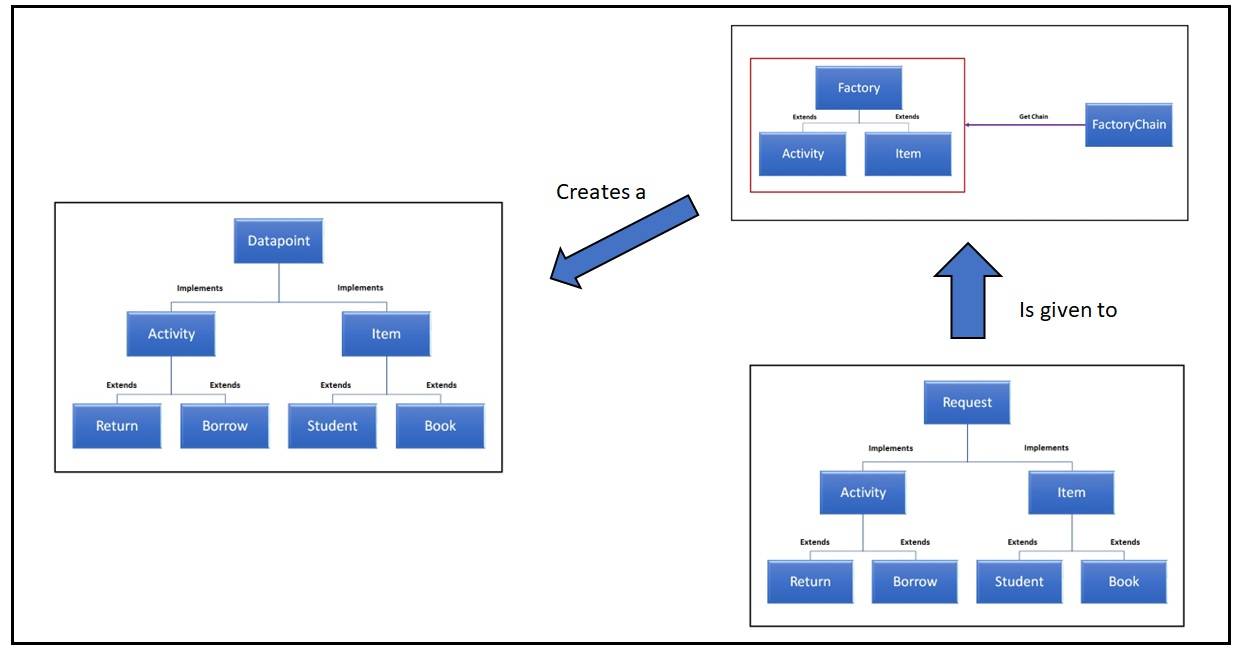 Factory
Extends Extends
Activity Item
Get Chain
FactoryChain
Creates a
Datapoint
Implements Implements
Activity Item
Extends Extends Extends Extends
Return Borrow Student Book
Is given to
Request
Implements Implements
Activity Item
Extends Extends Extends Extends
Return Borrow Student Book